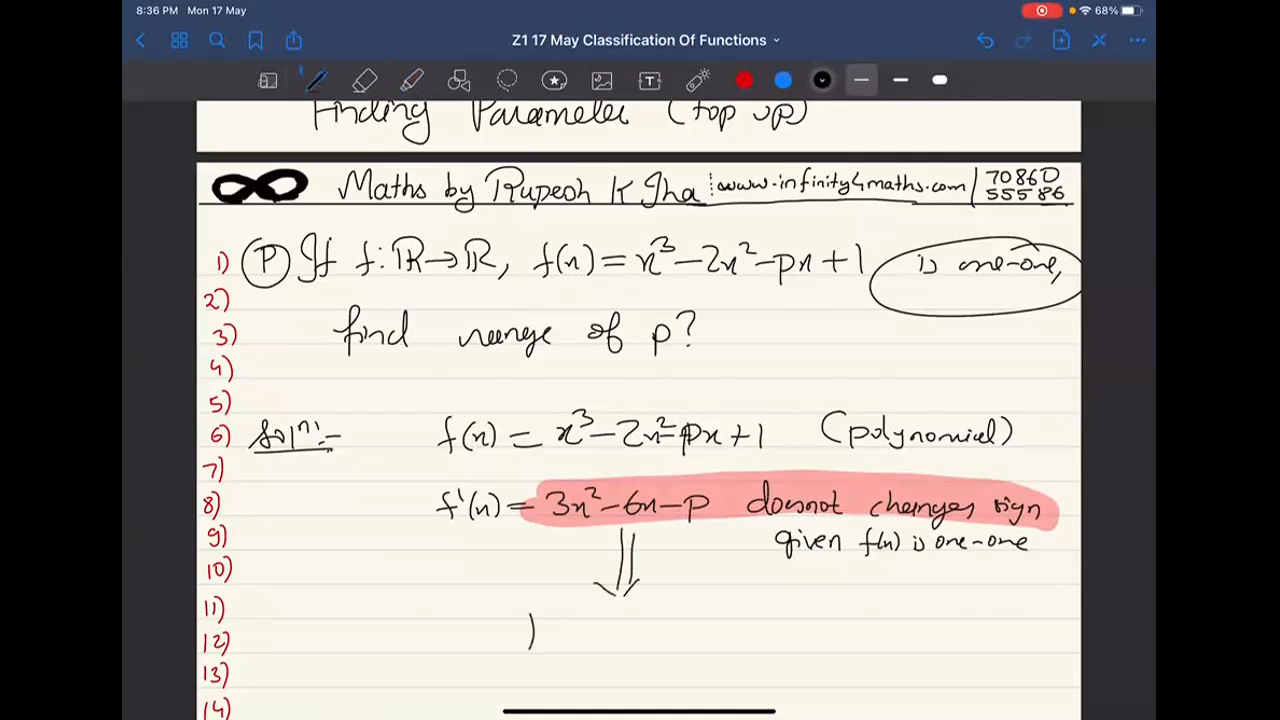 8:36 PM Mon 17 May
68%
Z1 17 May Classification Of Functions
Finding Parameter (top up)
Maths by Rupesh K Jha www.infinity4maths.com 70860 55586
1) P If f: ℝ→ℝ, f(x) = x³-2x²-px+1 is one-one,
2)
3) find range of p?
4)
5)
6) Solⁿ:- f(x) = x³-2x²-px+1 (polynomial)
7)
8) f'(x) = 3x²-6x-p doesnot changes sign
9) given f(x) is one-one
10)
11)
12) )
13)
14)